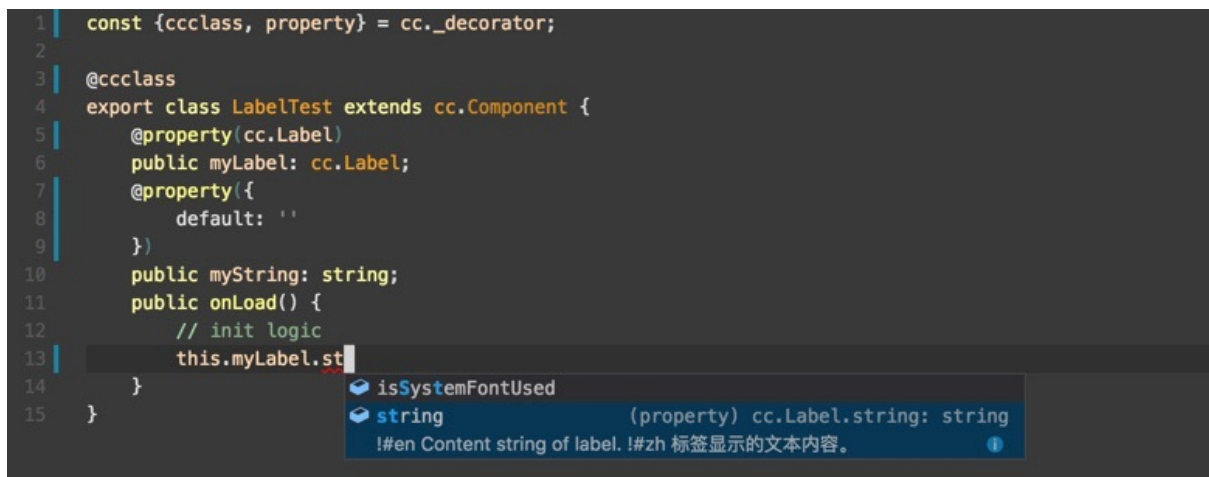 1 const {ccclass, property} = cc._decorator;
2
3 @ccclass
4 export class LabelTest extends cc.Component {
5 @property(cc.Label)
6 public myLabel: cc.Label;
7 @property({
8 default: ''
9 })
10 public myString: string;
11 public onLoad() {
12 // init logic
13 this.myLabel.st
14 }
isSystemFontUsed
15 }
string (property) cc.Label.string: string
!#en Content string of label. !#zh 标签显示的文本内容。